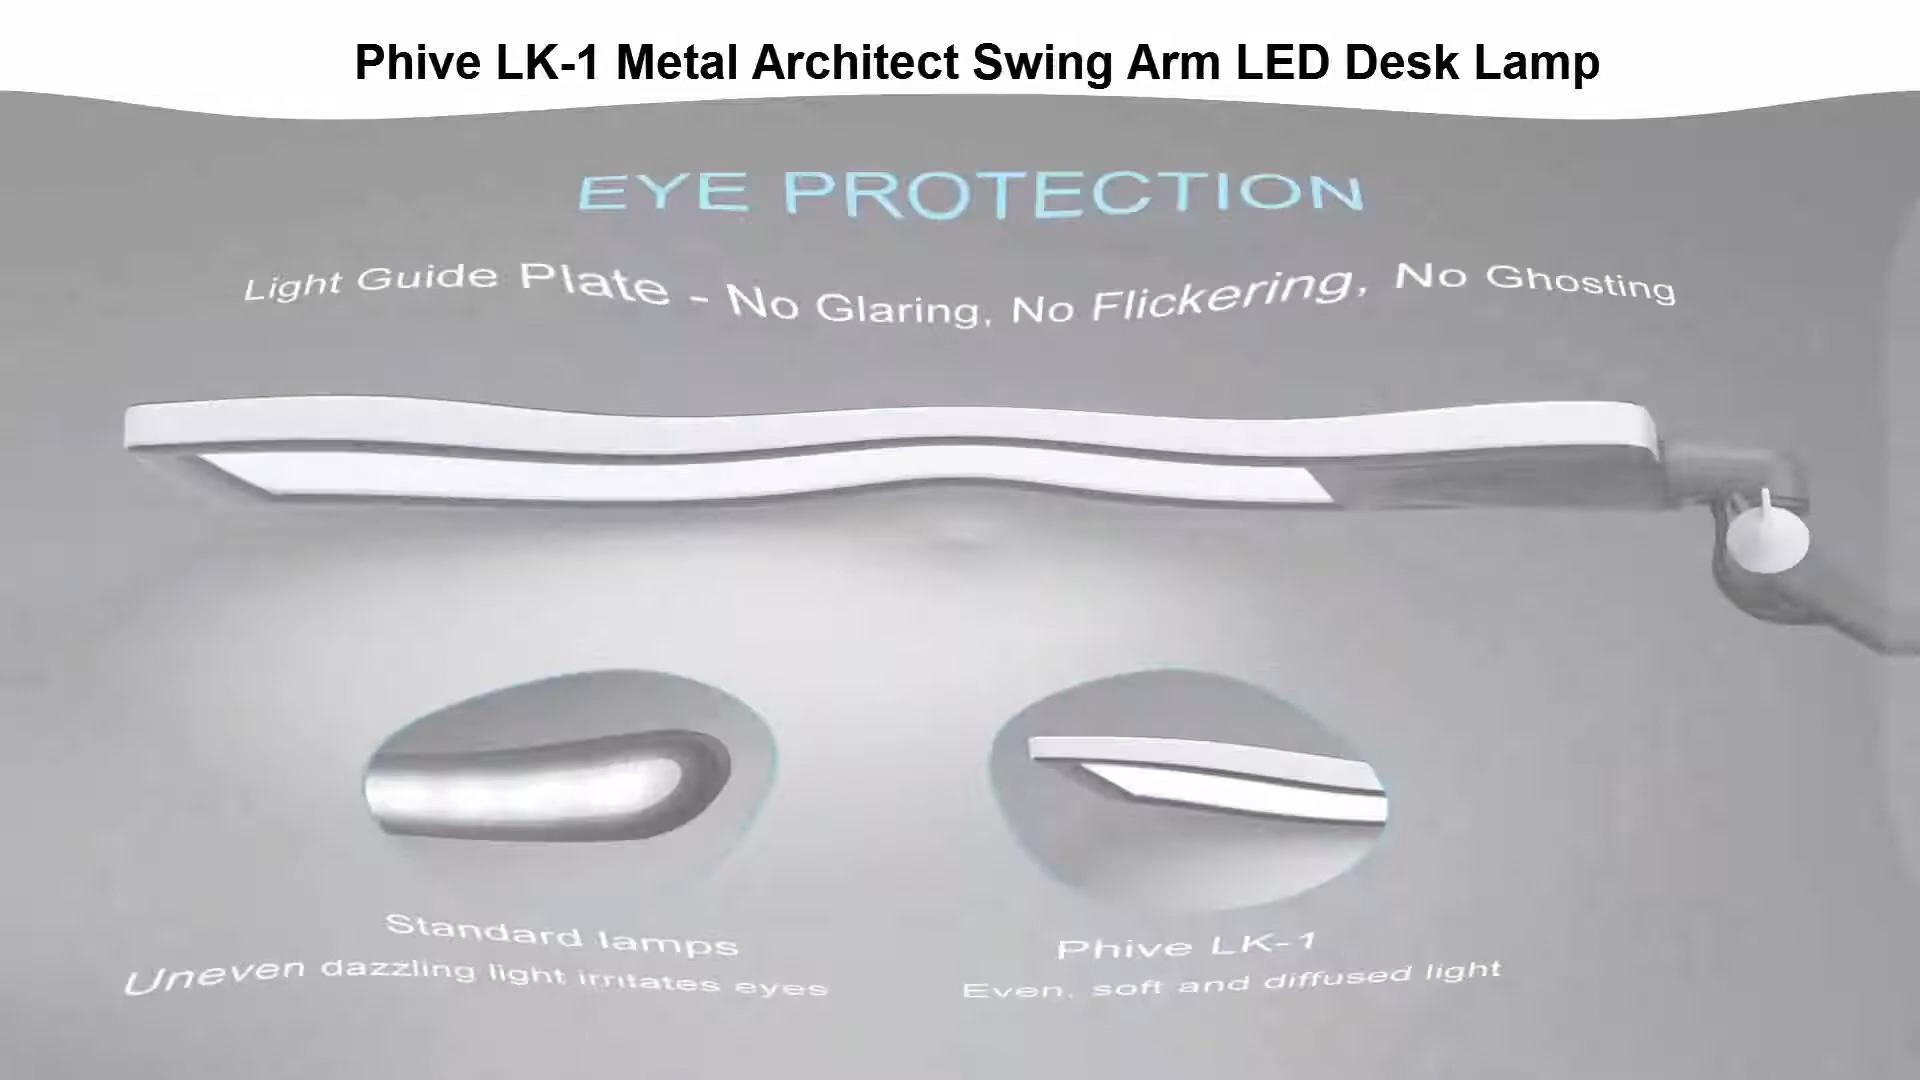 Phive LK-1 Metal Architect Swing Arm LED Desk Lamp
EYE PROTECTION
Light Guide Plate - No Glaring, No Flickering, No Ghosting
Standard lamps
Uneven dazzling light irritates eyes
Phive LK-1
Even, soft and diffused light